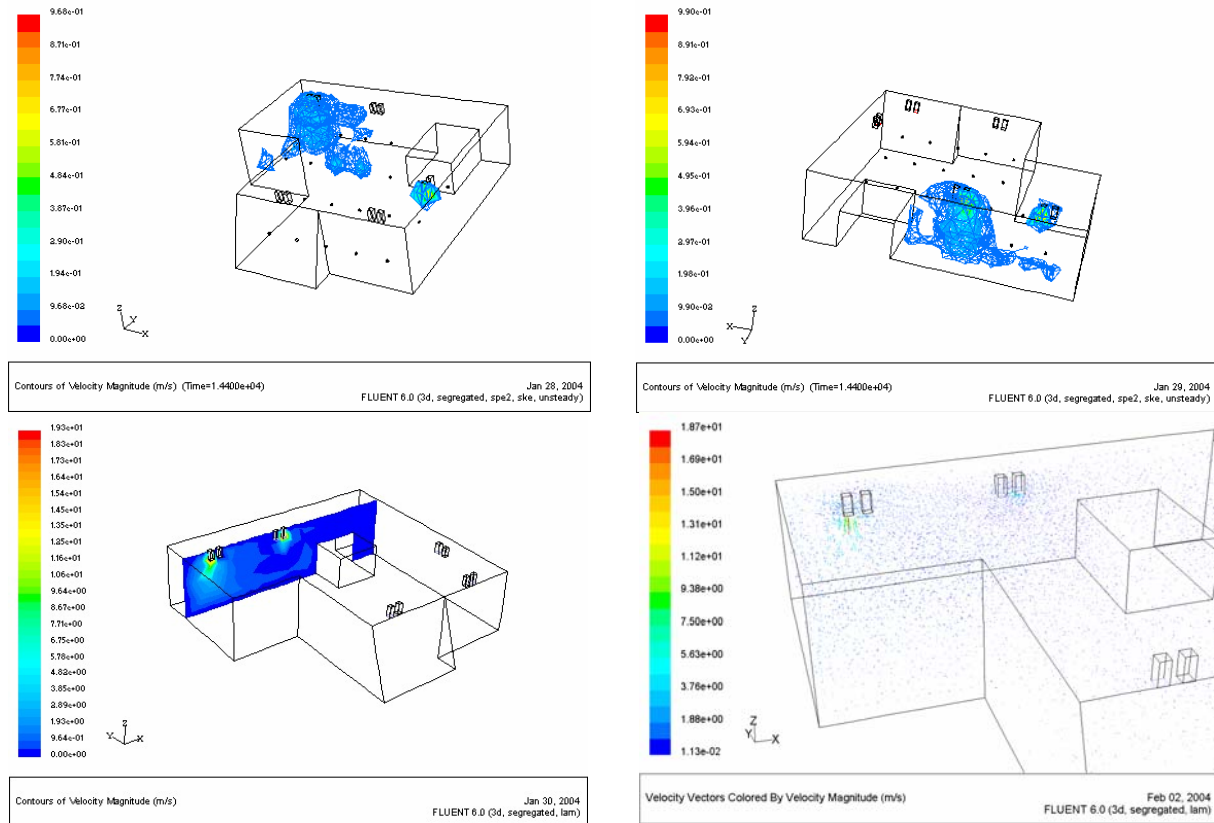 9.68e-01
8.71e-01
7.74e-01
6.77e-01
5.81e-01
4.84e-01
3.87e-01
2.90e-01
1.94e-01
9.68e-02
0.00e+00
Z
Y
X
Contours of Velocity Magnitude (m/s) (Time=1.4400e+04)
Jan 28, 2004
FLUENT 6.0 (3d, segregated, spe2, ske, unsteady)
9.90e-01
8.91e-01
7.92e-01
6.93e-01
5.94e-01
4.95e-01
3.96e-01
2.97e-01
1.98e-01
9.90e-02
0.00e+00
Z
X
Y
Contours of Velocity Magnitude (m/s) (Time=1.4400e+04)
Jan 29, 2004
FLUENT 6.0 (3d, segregated, spe2, ske, unsteady)
1.93e+01
1.83e+01
1.73e+01
1.64e+01
1.54e+01
1.45e+01
1.35e+01
1.25e+01
1.16e+01
1.06e+01
9.64e+00
8.67e+00
7.71e+00
6.75e+00
5.78e+00
4.82e+00
3.85e+00
2.89e+00
1.93e+00
9.64e-01
0.00e+00
Z
Y
X
Contours of Velocity Magnitude (m/s)
Jan 30, 2004
FLUENT 6.0 (3d, segregated, lam)
1.87e+01
1.69e+01
1.50e+01
1.31e+01
1.12e+01
9.38e+00
7.50e+00
5.63e+00
3.76e+00
1.88e+00
1.13e-02
Z
Y
X
Velocity Vectors Colored By Velocity Magnitude (m/s)
Feb 02, 2004
FLUENT 6.0 (3d, segregated, lam)